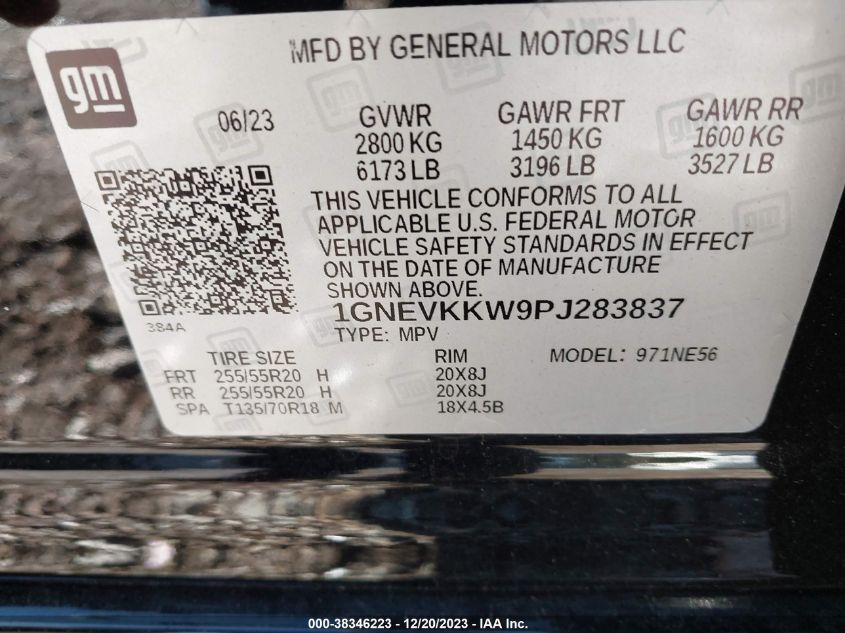 gm
MFD BY GENERAL MOTORS LLC
06/23 GVWR GAWR FRT GAWR RR
2800 KG 1450 KG 1600 KG
6173 LB 3196 LB 3527 LB
THIS VEHICLE CONFORMS TO ALL
APPLICABLE U.S. FEDERAL MOTOR
VEHICLE SAFETY STANDARDS IN EFFECT
ON THE DATE OF MANUFACTURE
SHOWN ABOVE.
1GNEVKKW9PJ283837
384A
TYPE: MPV
TIRE SIZE RIM MODEL: 971NE56
FRT 255/55R20 H 20X8J
RR 255/55R20 H 20X8J
SPA T135/70R18 M 18X4.5B
000-38346223 - 12/20/2023 - IAA Inc.